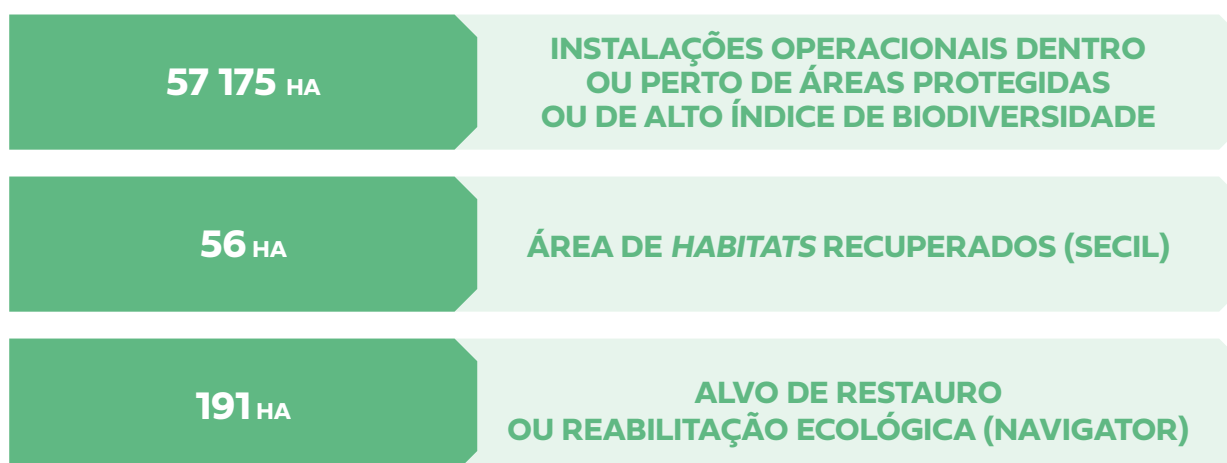 57 175 HA
INSTALAÇÕES OPERACIONAIS DENTRO
OU PERTO DE ÁREAS PROTEGIDAS
OU DE ALTO ÍNDICE DE BIODIVERSIDADE
56 HA
ÁREA DE HABITATS RECUPERADOS (SECIL)
191 HA
ALVO DE RESTAURO
OU REABILITAÇÃO ECOLÓGICA (NAVIGATOR)